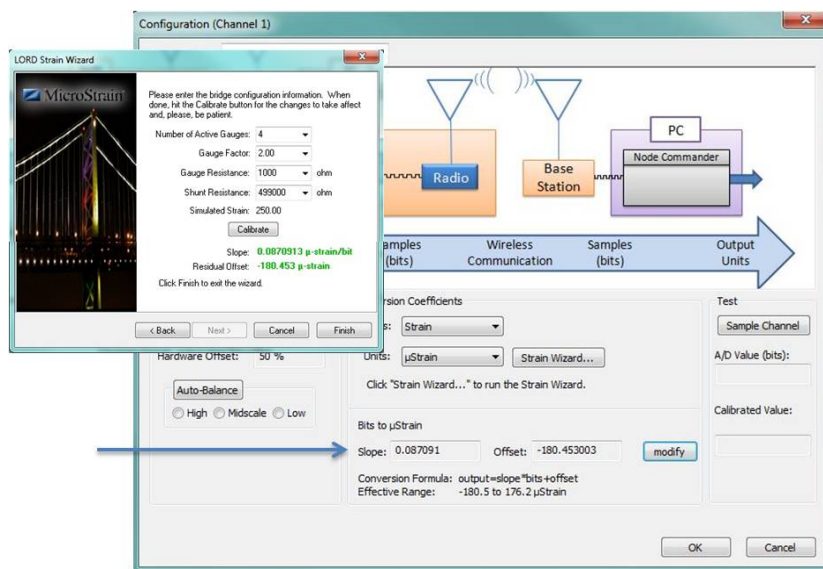 Configuration (Channel 1)
LORD Strain Wizard
MicroStrain
Please enter the bridge configuration information. When
done, hit the Calibrate button for the changes to take affect
and, please, be patient.
Number of Active Gauges: 4
Gauge Factor: 2.00
Gauge Resistance: 1000 ohm
Shunt Resistance: 499000 ohm
Simulated Strain: 250.00
Calibrate
Slope: 0.0870913 µ-strain/bit
Residual Offset: -180.453 µ-strain
Click Finish to exit the wizard.
< Back Next > Cancel Finish
Radio
Base
Station
PC
Node Commander
amples
(bits)
Wireless
Communication
Samples
(bits)
Output
Units
rsion Coefficients
s: Strain
Units: µStrain Strain Wizard...
Click "Strain Wizard..." to run the Strain Wizard.
Hardware Offset: 50 %
Auto-Balance
High Midscale Low
Bits to µStrain
Slope: 0.087091 Offset: -180.453003 modify
Conversion Formula: output=slope*bits+offset
Effective Range: -180.5 to 176.2 µStrain
Test
Sample Channel
A/D Value (bits):
Calibrated Value:
OK Cancel